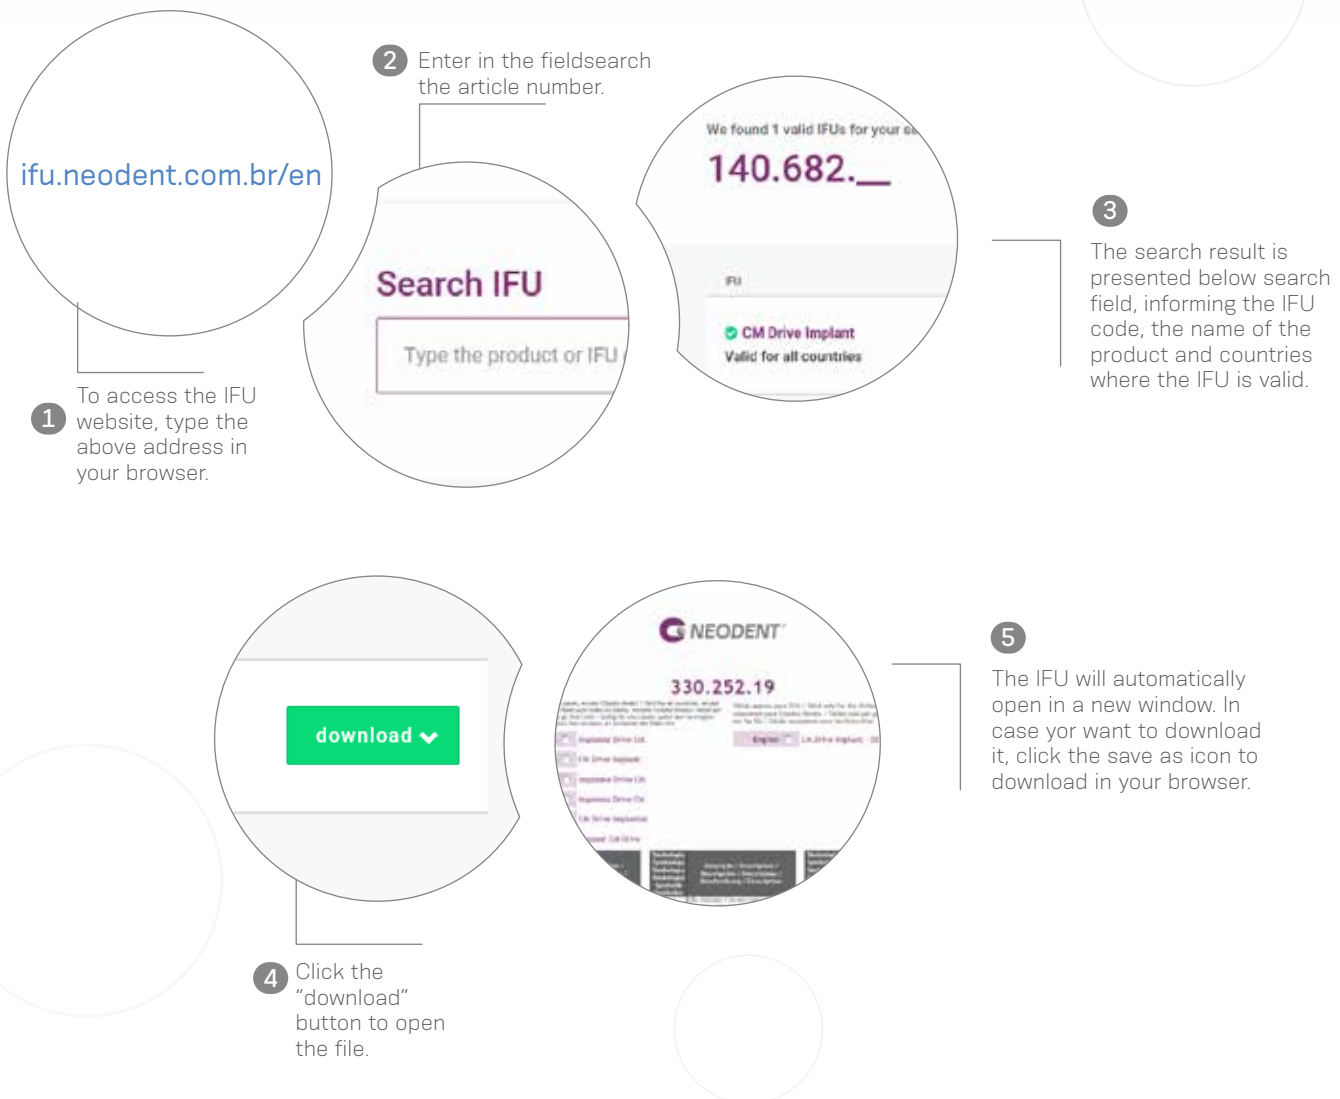 ifu.neodent.com.br/en
1
To access the IFU
website, type the
above address in
your browser.
2
Enter in the fieldsearch
the article number.
Search IFU
Type the product or IFU
We found 1 valid IFUs for your
140.682.__
IFU
CM Drive Implant
Valid for all countries
3
The search result is
presented below search
field, informing the IFU
code, the name of the
product and countries
where the IFU is valid.
download
4
Click the
“download”
button to open
the file.
NEODENT
330.252.19
English
5
The IFU will automatically
open in a new window. In
case yor want to download
it, click the save as icon to
download in your browser.